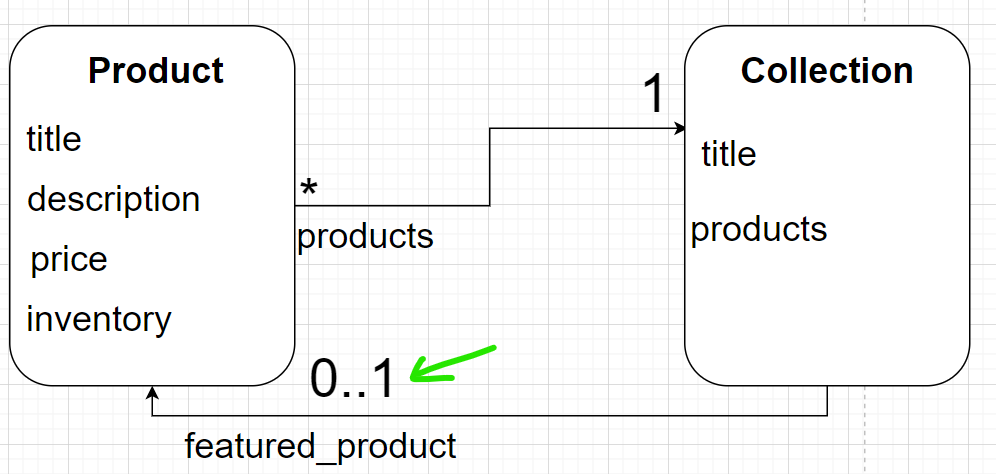 Product
title
description
price
inventory
*
products
1
Collection
title
products
0..1
featured_product